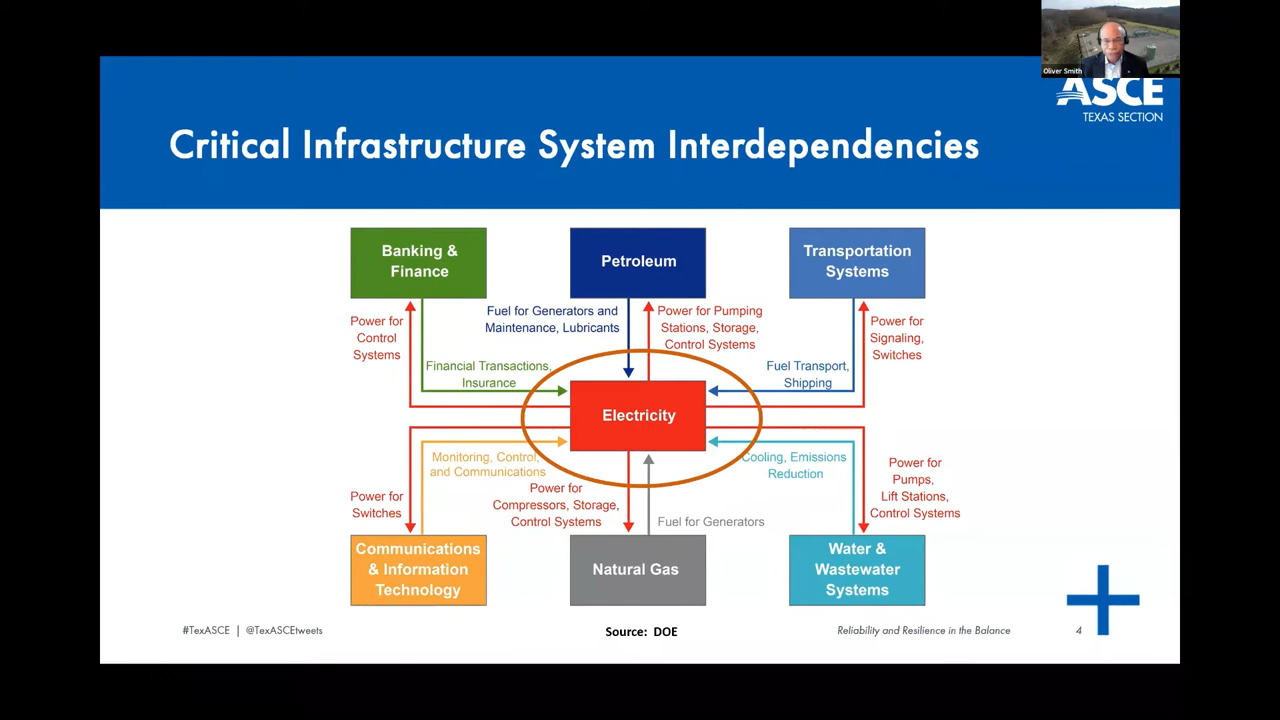 Oliver Smith
ASCE
TEXAS SECTION
Critical Infrastructure System Interdependencies
Banking &
Finance
Petroleum
Transportation
Systems
Power for
Control
Systems
Fuel for Generators and
Maintenance, Lubricants
Power for Pumping
Stations, Storage,
Control Systems
Power for
Signaling,
Switches
Financial Transactions,
Insurance
Fuel Transport,
Shipping
Electricity
Monitoring, Control,
and Communications
Cooling, Emissions
Reduction
Power for
Switches
Power for
Compressors, Storage,
Control Systems
Fuel for Generators
Power for
Pumps,
Lift Stations,
Control Systems
Communications
& Information
Technology
Natural Gas
Water &
Wastewater
Systems
#TexASCE | @TexASCEtweets
Source: DOE
Reliability and Resilience in the Balance
4